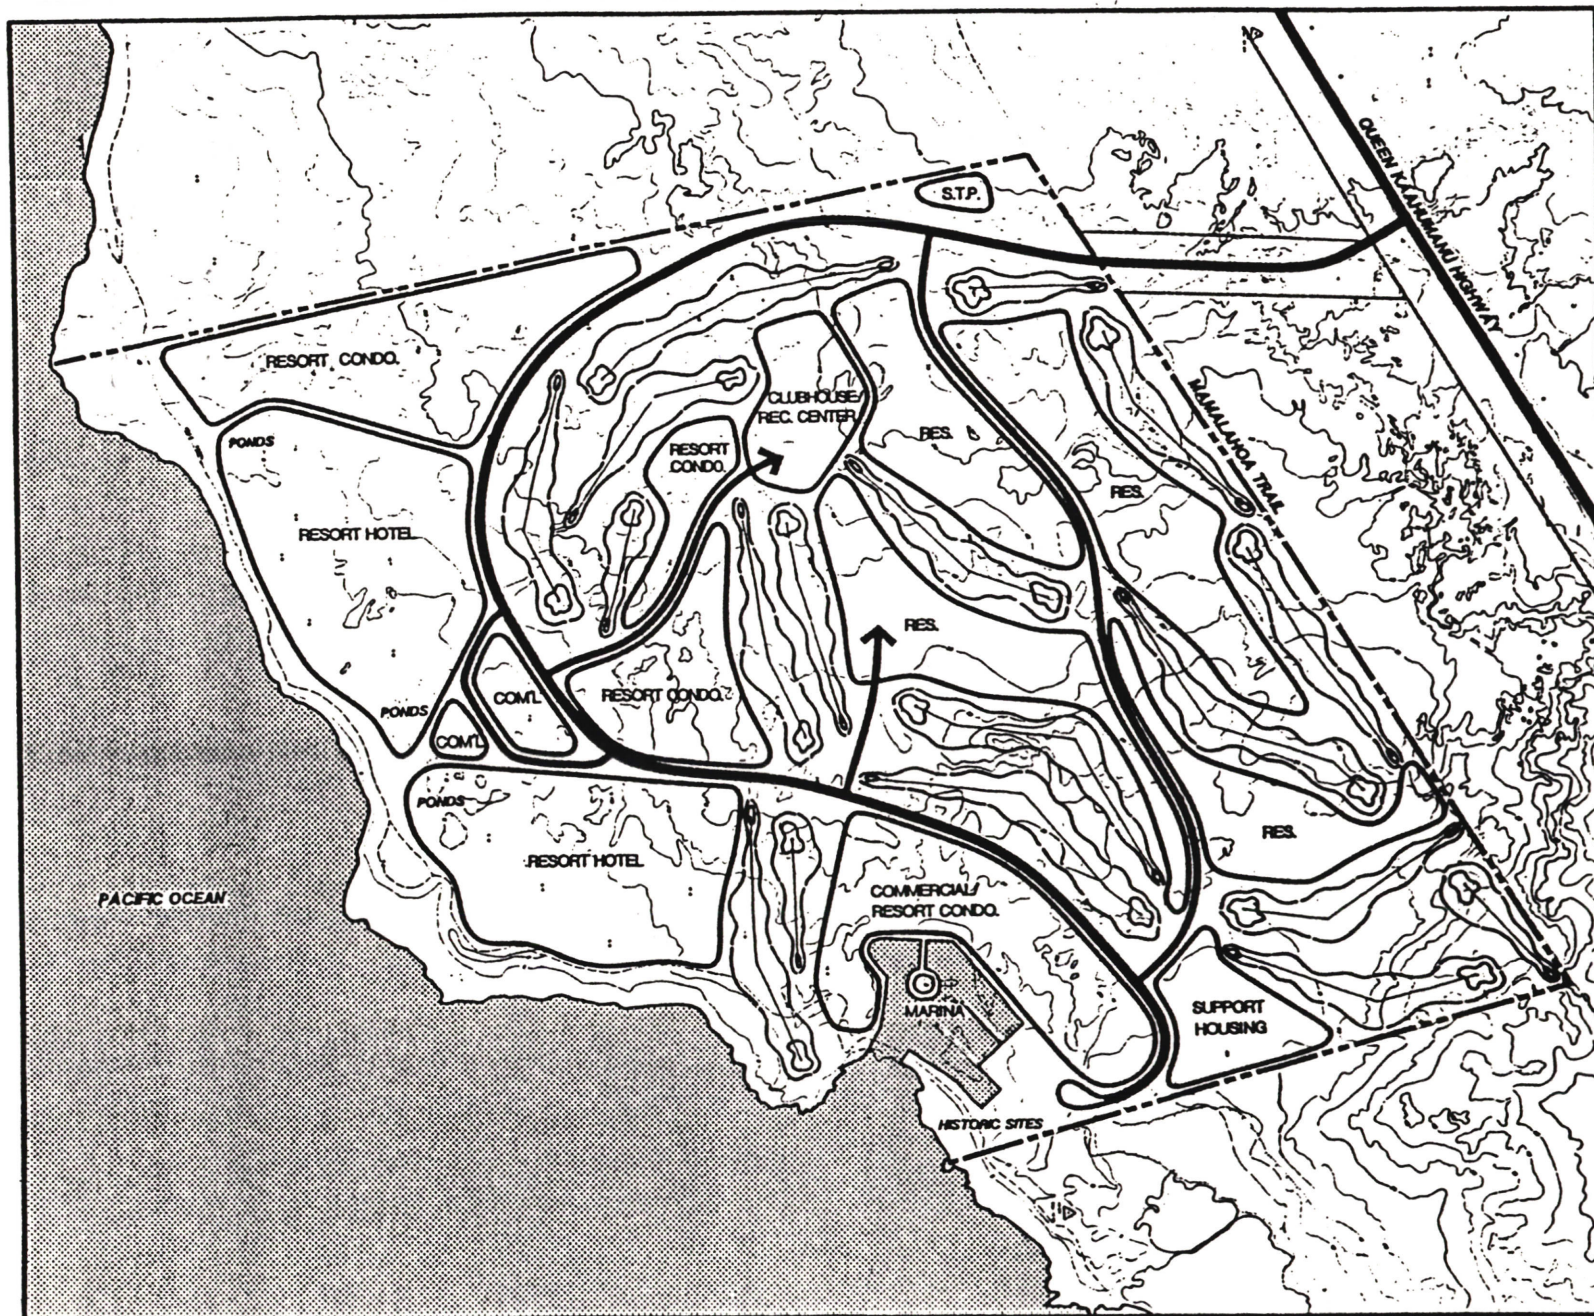 S.T.P.
QUEEN KAAHUMANU HIGHWAY
RESORT CONDO.
CLUBHOUSE/
REC. CENTER
MAMALAHOA TRAIL
PONDS
RESORT
CONDO.
RES.
RES.
RESORT HOTEL
RES.
COM'L
RESORT CONDO.
PONDS
COM'L
PONDS
RES.
RESORT HOTEL
PACIFIC OCEAN
COMMERCIAL/
RESORT CONDO.
MARINA
SUPPORT
HOUSING
HISTORIC SITES